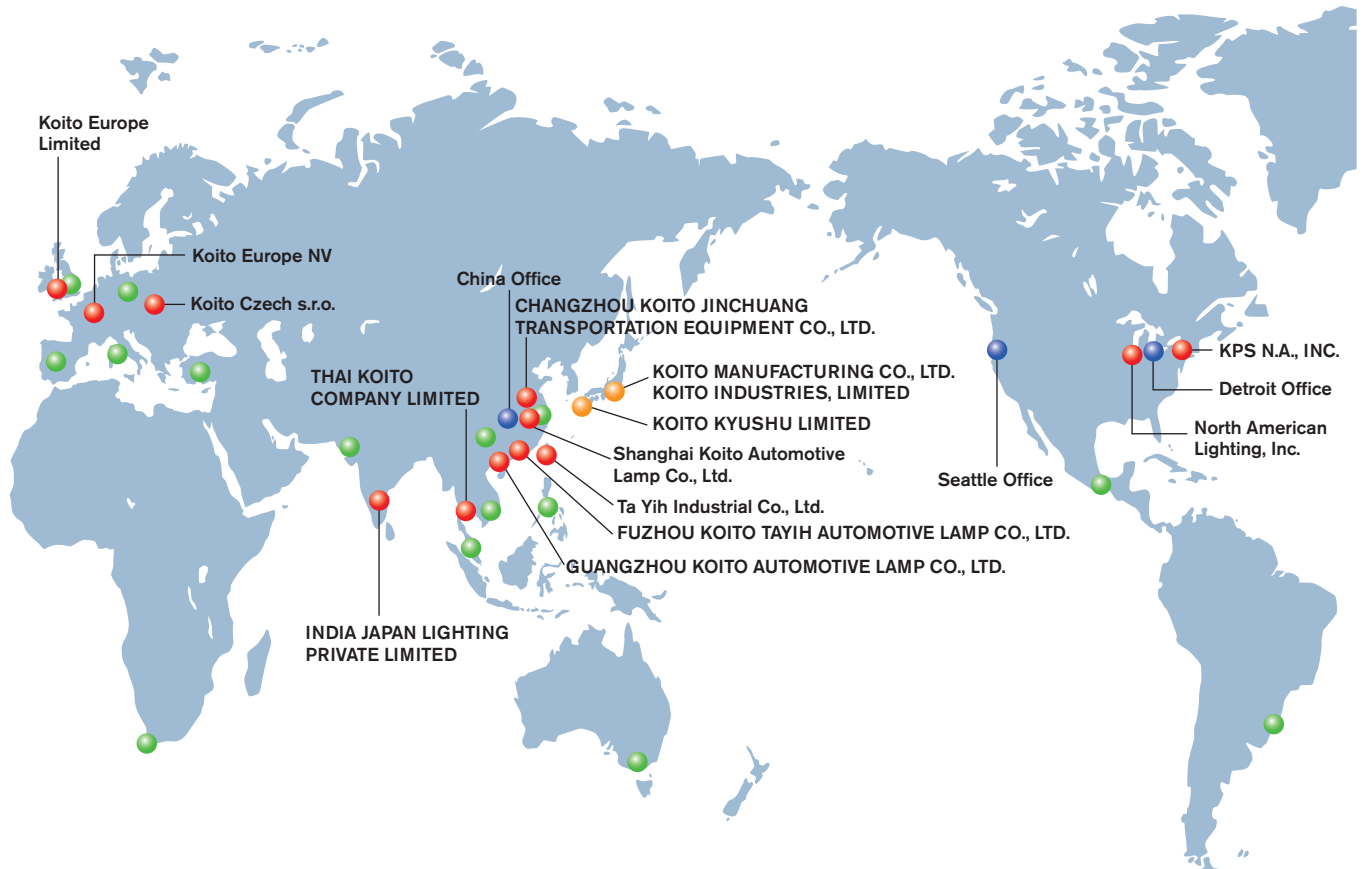 Koito Europe
Limited
Koito Europe NV
Koito Czech s.r.o.
China Office
CHANGZHOU KOITO JINCHUANG
TRANSPORTATION EQUIPMENT CO., LTD.
THAI KOITO
COMPANY LIMITED
KOITO MANUFACTURING CO., LTD.
KOITO INDUSTRIES, LIMITED
KOITO KYUSHU LIMITED
Shanghai Koito Automotive
Lamp Co., Ltd.
Ta Yih Industrial Co., Ltd.
FUZHOU KOITO TAYIH AUTOMOTIVE LAMP CO., LTD.
GUANGZHOU KOITO AUTOMOTIVE LAMP CO., LTD.
INDIA JAPAN LIGHTING
PRIVATE LIMITED
KPS N.A., INC.
Detroit Office
North American
Lighting, Inc.
Seattle Office